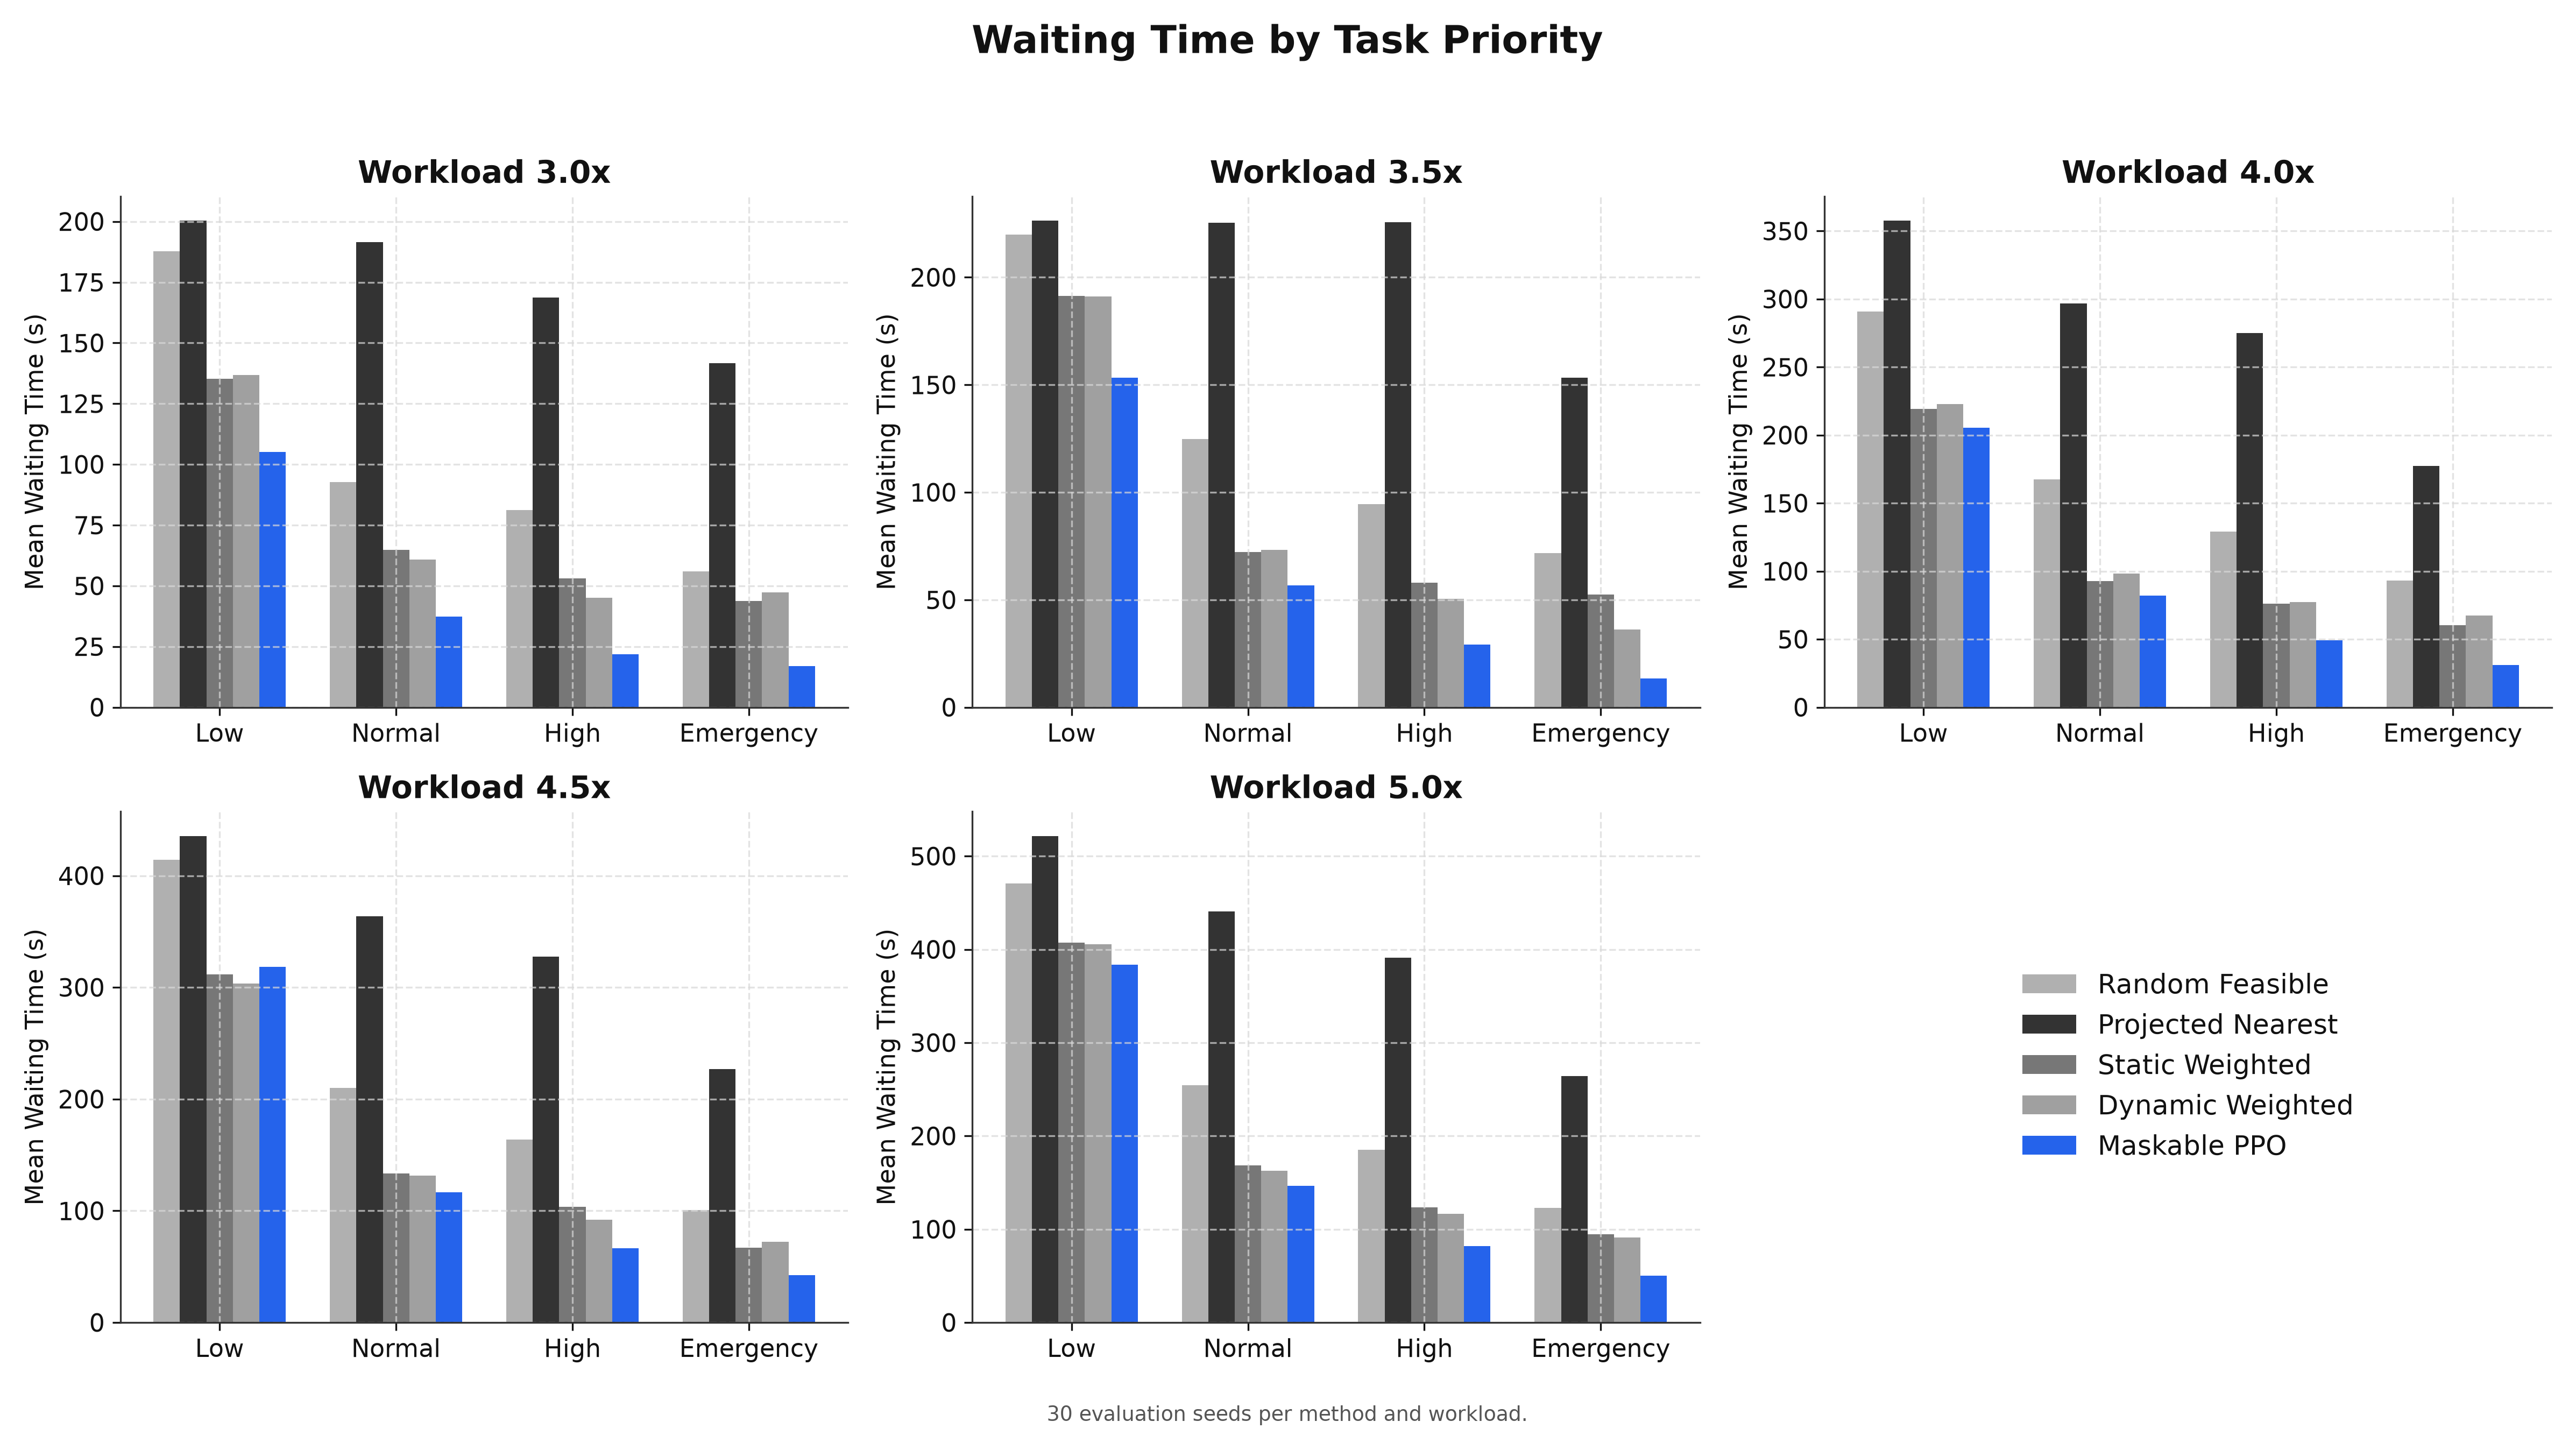 Waiting Time by Task Priority
Workload 3.0x
Mean Waiting Time (s)
200
175
150
125
100
75
50
25
0
Low Normal High Emergency
Workload 3.5x
Mean Waiting Time (s)
200
150
100
50
0
Low Normal High Emergency
Workload 4.0x
Mean Waiting Time (s)
350
300
250
200
150
100
50
0
Low Normal High Emergency
Workload 4.5x
Mean Waiting Time (s)
400
300
200
100
0
Low Normal High Emergency
Workload 5.0x
Mean Waiting Time (s)
500
400
300
200
100
0
Low Normal High Emergency
Random Feasible
Projected Nearest
Static Weighted
Dynamic Weighted
Maskable PPO
30 evaluation seeds per method and workload.